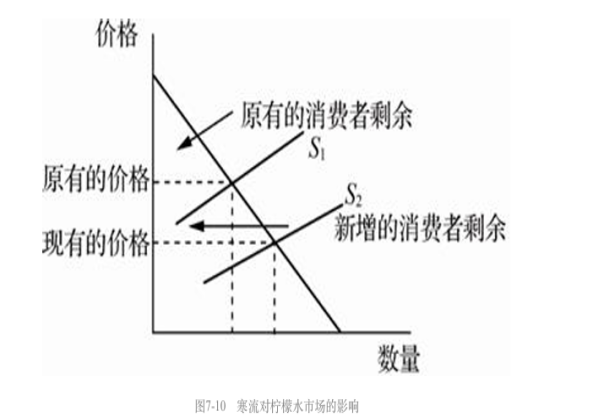 价格
原有的消费者剩余
S1
原有的价格
S2
新增的消费者剩余
现有的价格
数量
图7-10 寒流对柠檬水市场的影响